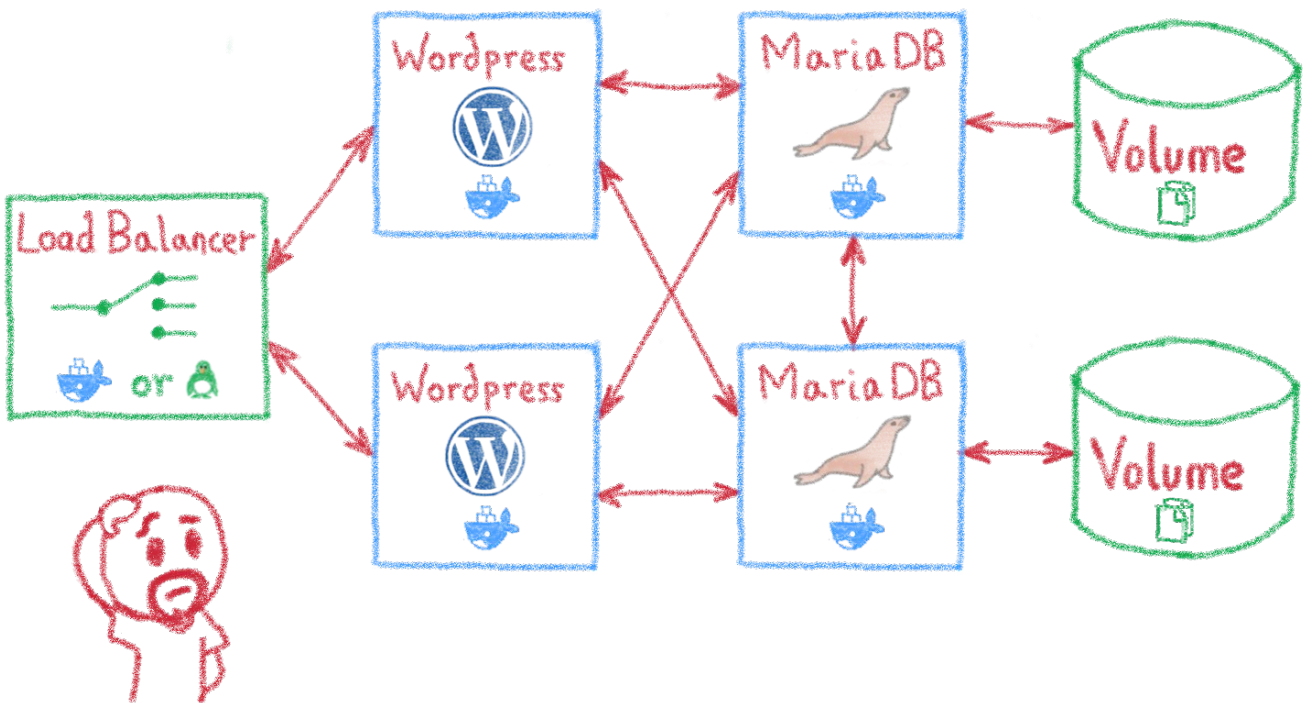 Wordpress
Maria DB
Volume
Load Balancer
or
Wordpress
Maria DB
Volume